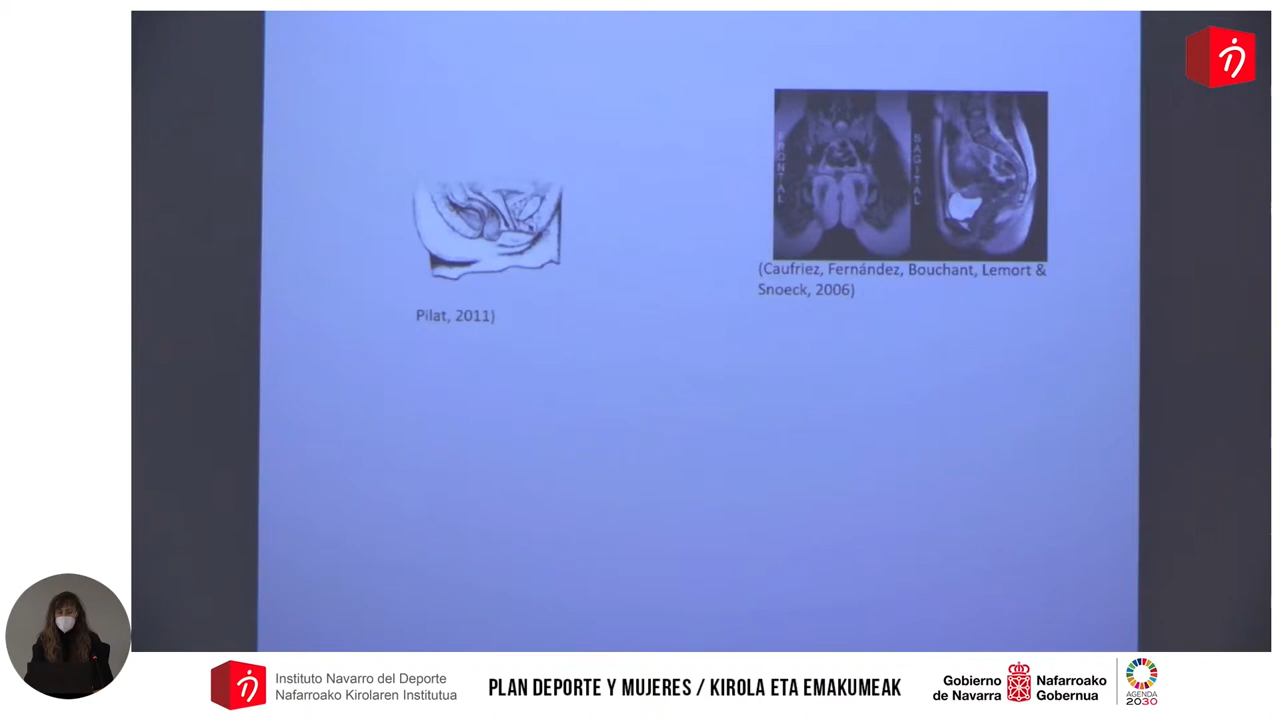 FRONTAL
SAGITAL
(Caufriez, Fernández, Bouchant, Lemort &
Snoeck, 2006)
Pilat, 2011)
Instituto Navarro del Deporte
Nafarroako Kirolaren Institutua
PLAN DEPORTE Y MUJERES / KIROLA ETA EMAKUMEAK
Gobierno
de Navarra
Nafarroako
Gobernua
AGENDA
2030